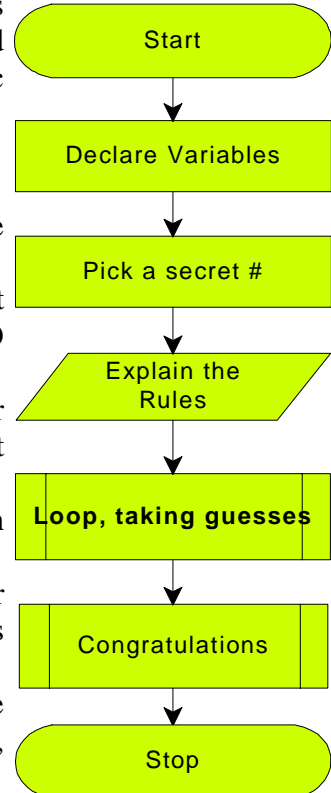 Start
Declare Variables
Pick a secret #
Explain the
Rules
Loop, taking guesses
Congratulations
Stop